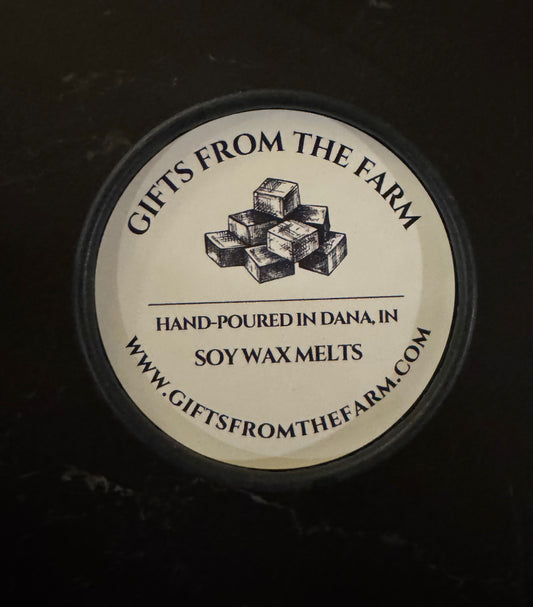 GIFTS FROM THE FARM
HAND-POURED IN DANA, IN
SOY WAX MELTS
WWW.GIFTSFROMTHEFARM.COM